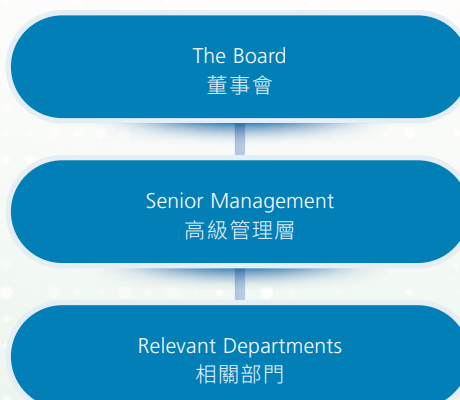 The Board
董事會
Senior Management
高級管理層
Relevant Departments
相關部門